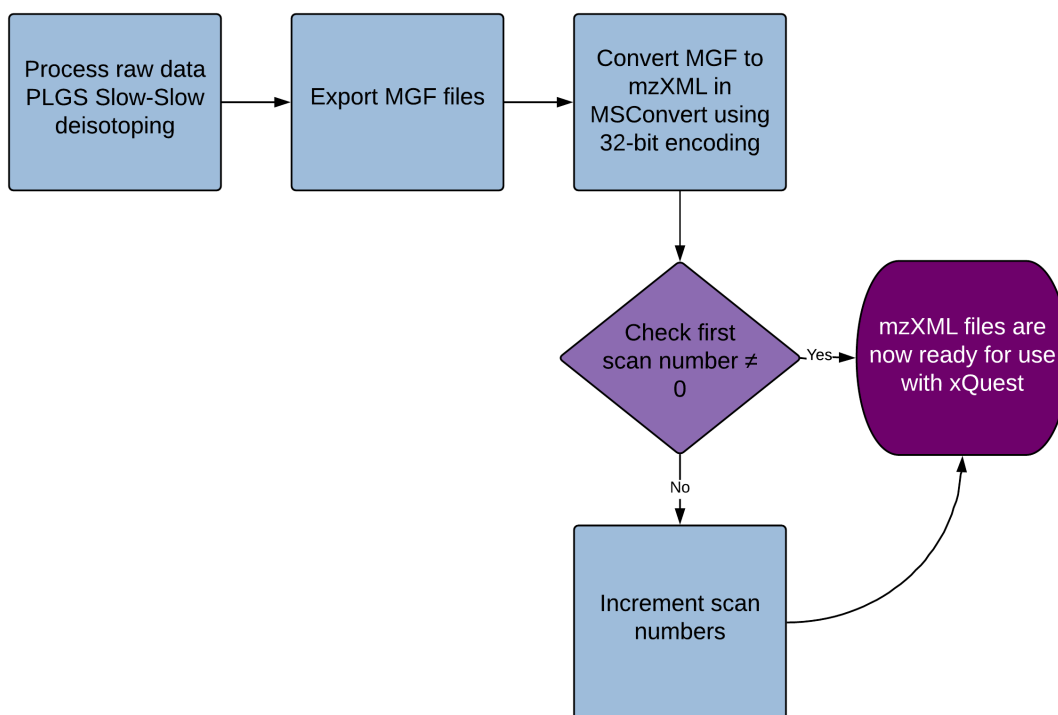 Process raw data
PLGS Slow-Slow
deisotoping
Export MGF files
Convert MGF to
mzXML in
MSConvert using
32-bit encoding
Check first
scan number ≠
0
Yes
mzXML files are
now ready for use
with xQuest
No
Increment scan
numbers